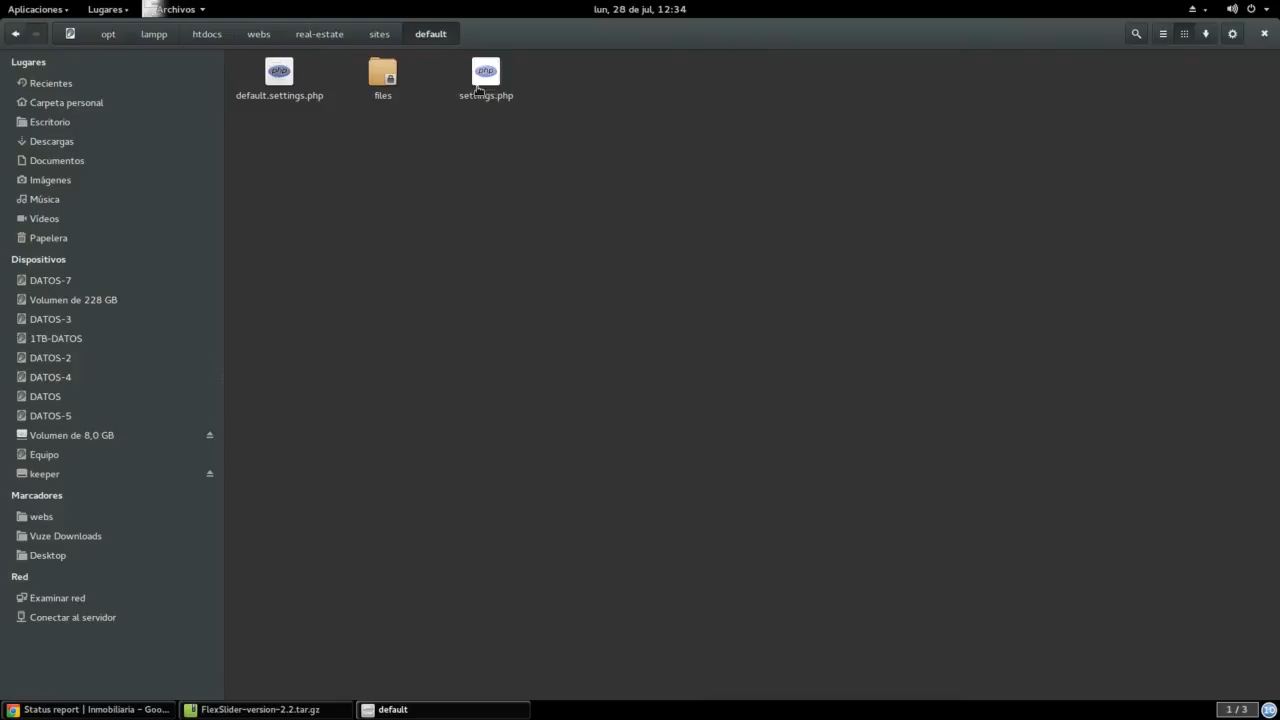 Aplicaciones
Lugares
Archivos
lun, 28 de jul, 12:34
opt
lampp
htdocs
webs
real-estate
sites
default
Lugares
Recientes
Carpeta personal
Escritorio
Descargas
Documentos
Imágenes
Música
Vídeos
Papelera
Dispositivos
DATOS-7
Volumen de 228 GB
DATOS-3
1TB-DATOS
DATOS-2
DATOS-4
DATOS
DATOS-5
Volumen de 8,0 GB
Equipo
keeper
Marcadores
webs
Vuze Downloads
Desktop
Red
Examinar red
Conectar al servidor
php
default.settings.php
files
php
settings.php
Status report | Inmobiliaria – Goo...
FlexSlider-version-2.2.tar.gz
default
1 / 3